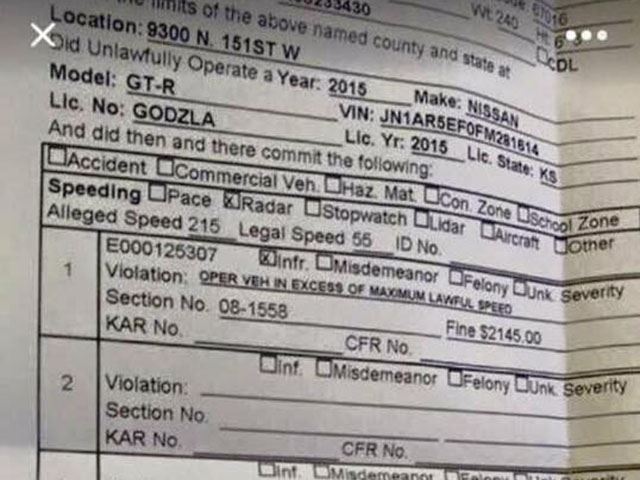 limits of the above named county and state at
Wt. 240
Location: 9300 N. 151ST W
CDL
Did Unlawfully Operate a Year: 2015 Make: NISSAN
Model: GT-R VIN: JN1AR5EF0FM281614
Lic. No: GODZLA Lic. Yr: 2015 Lic. State: KS
And did then and there commit the following:
Accident Commercial Veh. Haz. Mat. Con. Zone School Zone
Speeding Pace Radar Stopwatch Lidar Aircraft Other
Alleged Speed 215 Legal Speed 55 ID No.
1 E000125307 Infr. Misdemeanor Felony Unk. Severity
Violation: OPER VEH IN EXCESS OF MAXIMUM LAWFUL SPEED
Section No. 08-1558 Fine $2145.00
KAR No. CFR No.
2 Inf. Misdemeanor Felony Unk. Severity
Violation:
Section No.
KAR No. CFR No.
Inf. Misdemeanor